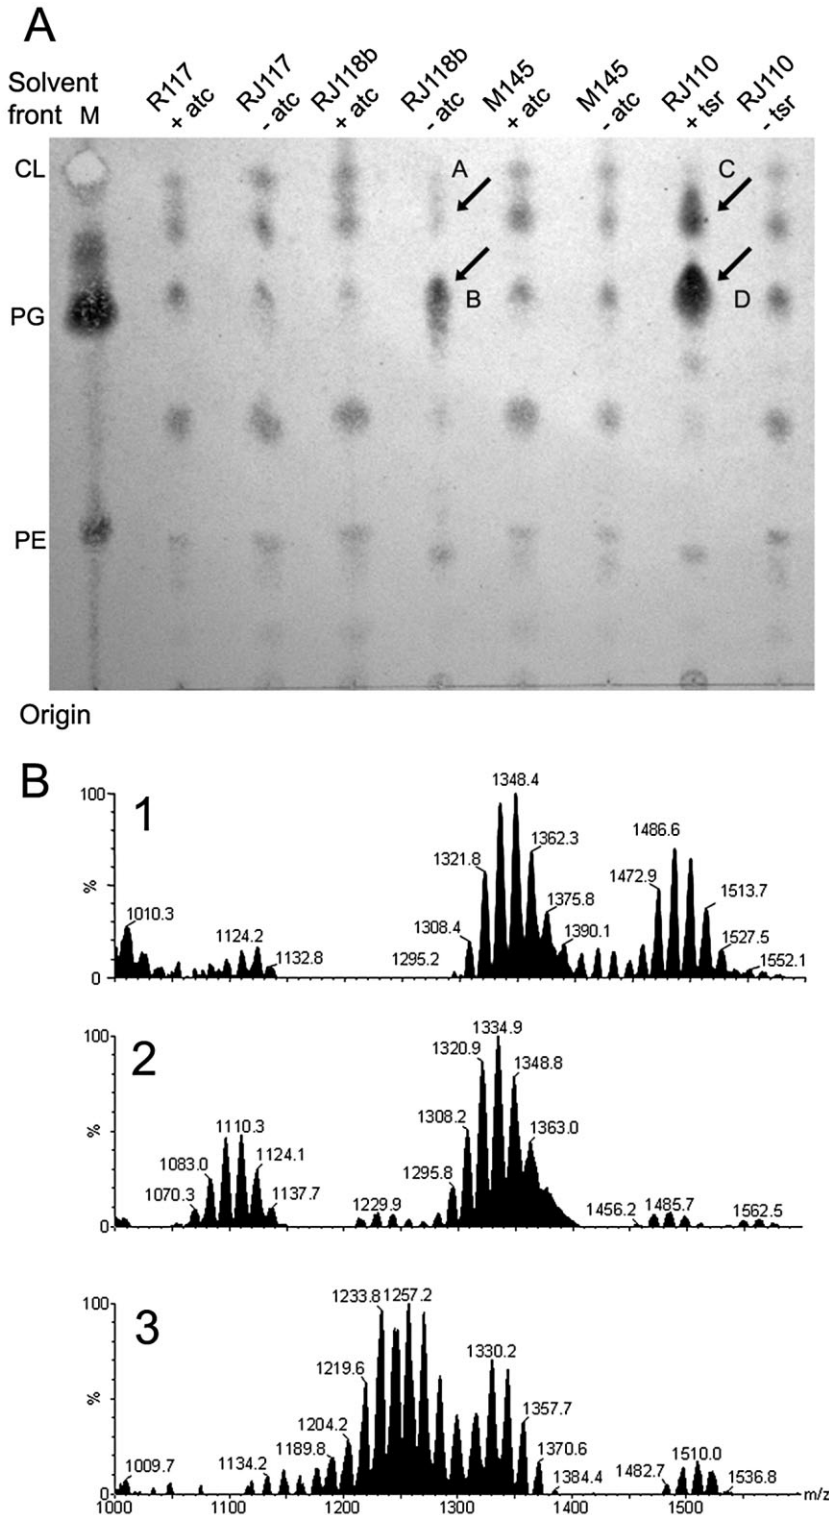 A
Solvent
front M
R117
+ atc
RJ117
- atc
RJ118b
+ atc
RJ118b
- atc
M145
+ atc
M145
- atc
RJ110
+ tsr
RJ110
- tsr
CL
A
C
B
D
PG
PE
Origin
B
1
100
%
0
1010.3
1124.2
1132.8
1295.2
1308.4
1321.8
1348.4
1362.3
1375.8
1390.1
1472.9
1486.6
1513.7
1527.5
1552.1
2
100
%
0
1070.3
1083.0
1110.3
1124.1
1137.7
1229.9
1295.8
1308.2
1320.9
1334.9
1348.8
1363.0
1456.2
1485.7
1562.5
3
100
%
0
1009.7
1134.2
1189.8
1204.2
1219.6
1233.8
1257.2
1330.2
1357.7
1370.6
1384.4
1482.7
1510.0
1536.8
1000 1100 1200 1300 1400 1500 m/z